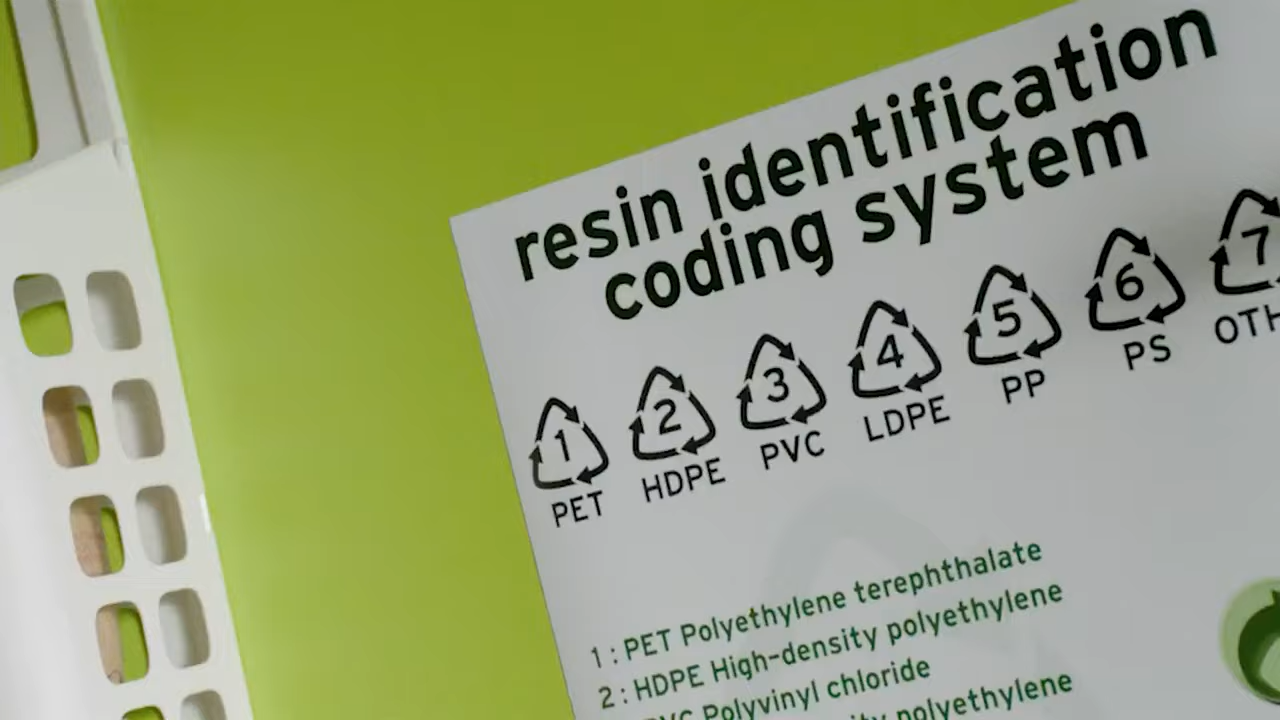 resin identification
coding system
1 2 3 4 5 6 7
PET HDPE PVC LDPE PP PS OTH
1 : PET Polyethylene terephthalate
2 : HDPE High-density polyethylene
PVC Polyvinyl chloride
polyethylene